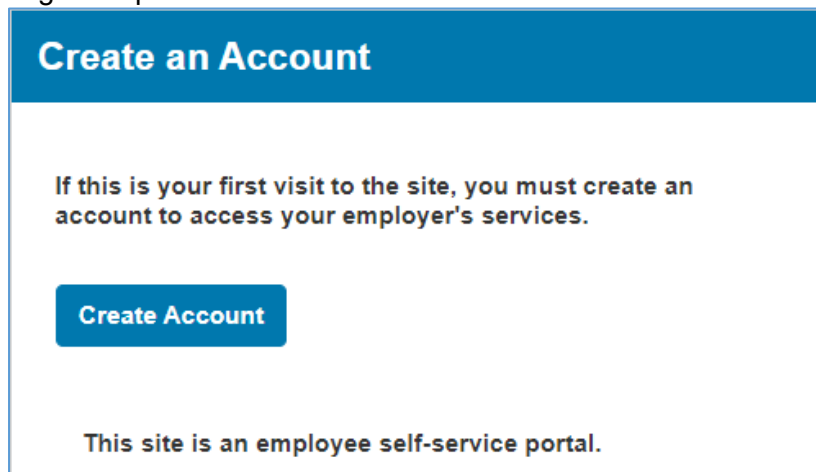 Create an Account
If this is your first visit to the site, you must create an
account to access your employer's services.
Create Account
This site is an employee self-service portal.